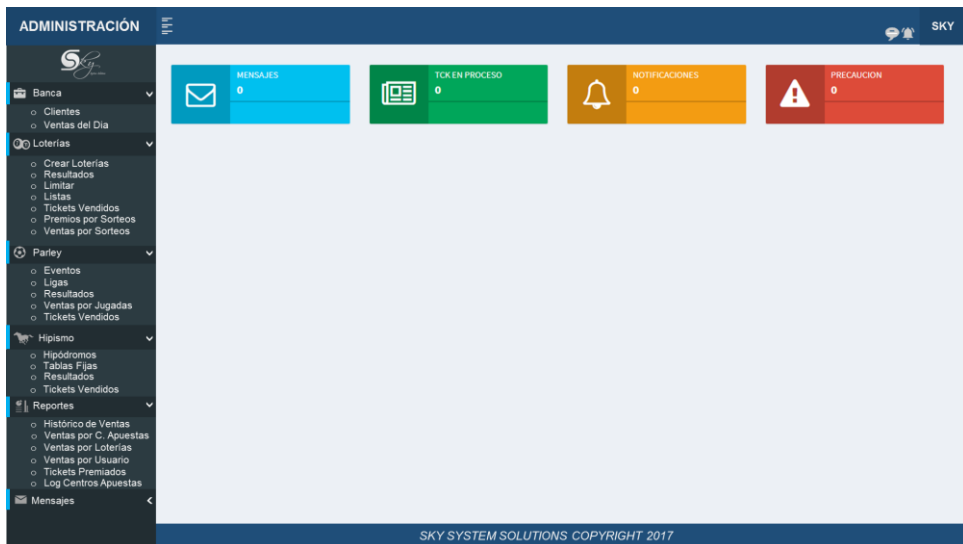 ADMINISTRACIÓN
SKY
Sky
Banca
Clientes
Ventas del Dia
Loterías
Crear Loterías
Resultados
Limitar
Listas
Tickets Vendidos
Premios por Sorteos
Ventas por Sorteos
Parley
Eventos
Ligas
Resultados
Ventas por Jugadas
Tickets Vendidos
Hipismo
Hipódromos
Tablas Fijas
Resultados
Tickets Vendidos
Reportes
Histórico de Ventas
Ventas por C. Apuestas
Ventas por Loterías
Ventas por Usuario
Tickets Premiados
Log Centros Apuestas
Mensajes
MENSAJES
0
TCK EN PROCESO
0
NOTIFICACIONES
0
PRECAUCION
0
SKY SYSTEM SOLUTIONS COPYRIGHT 2017